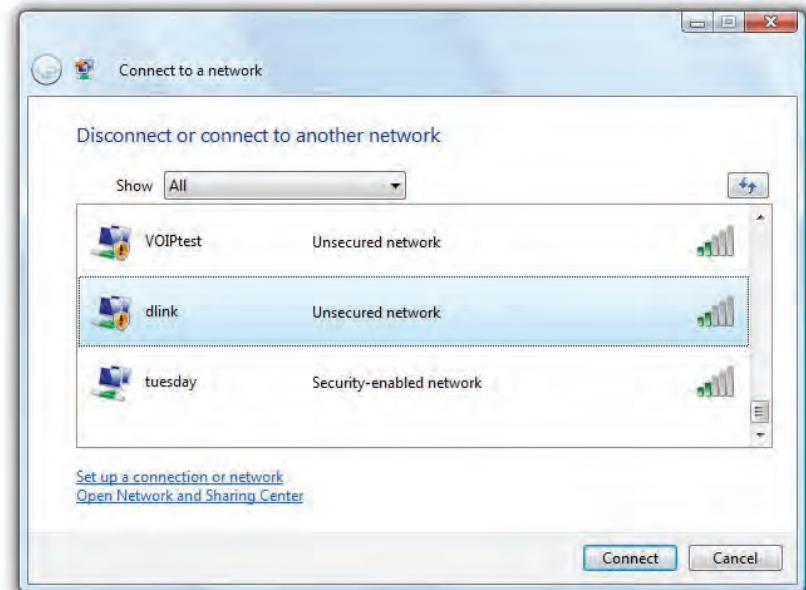 Connect to a network
Disconnect or connect to another network
Show All
VOIPtest Unsecured network
dlink Unsecured network
tuesday Security-enabled network
Set up a connection or network
Open Network and Sharing Center
Connect Cancel